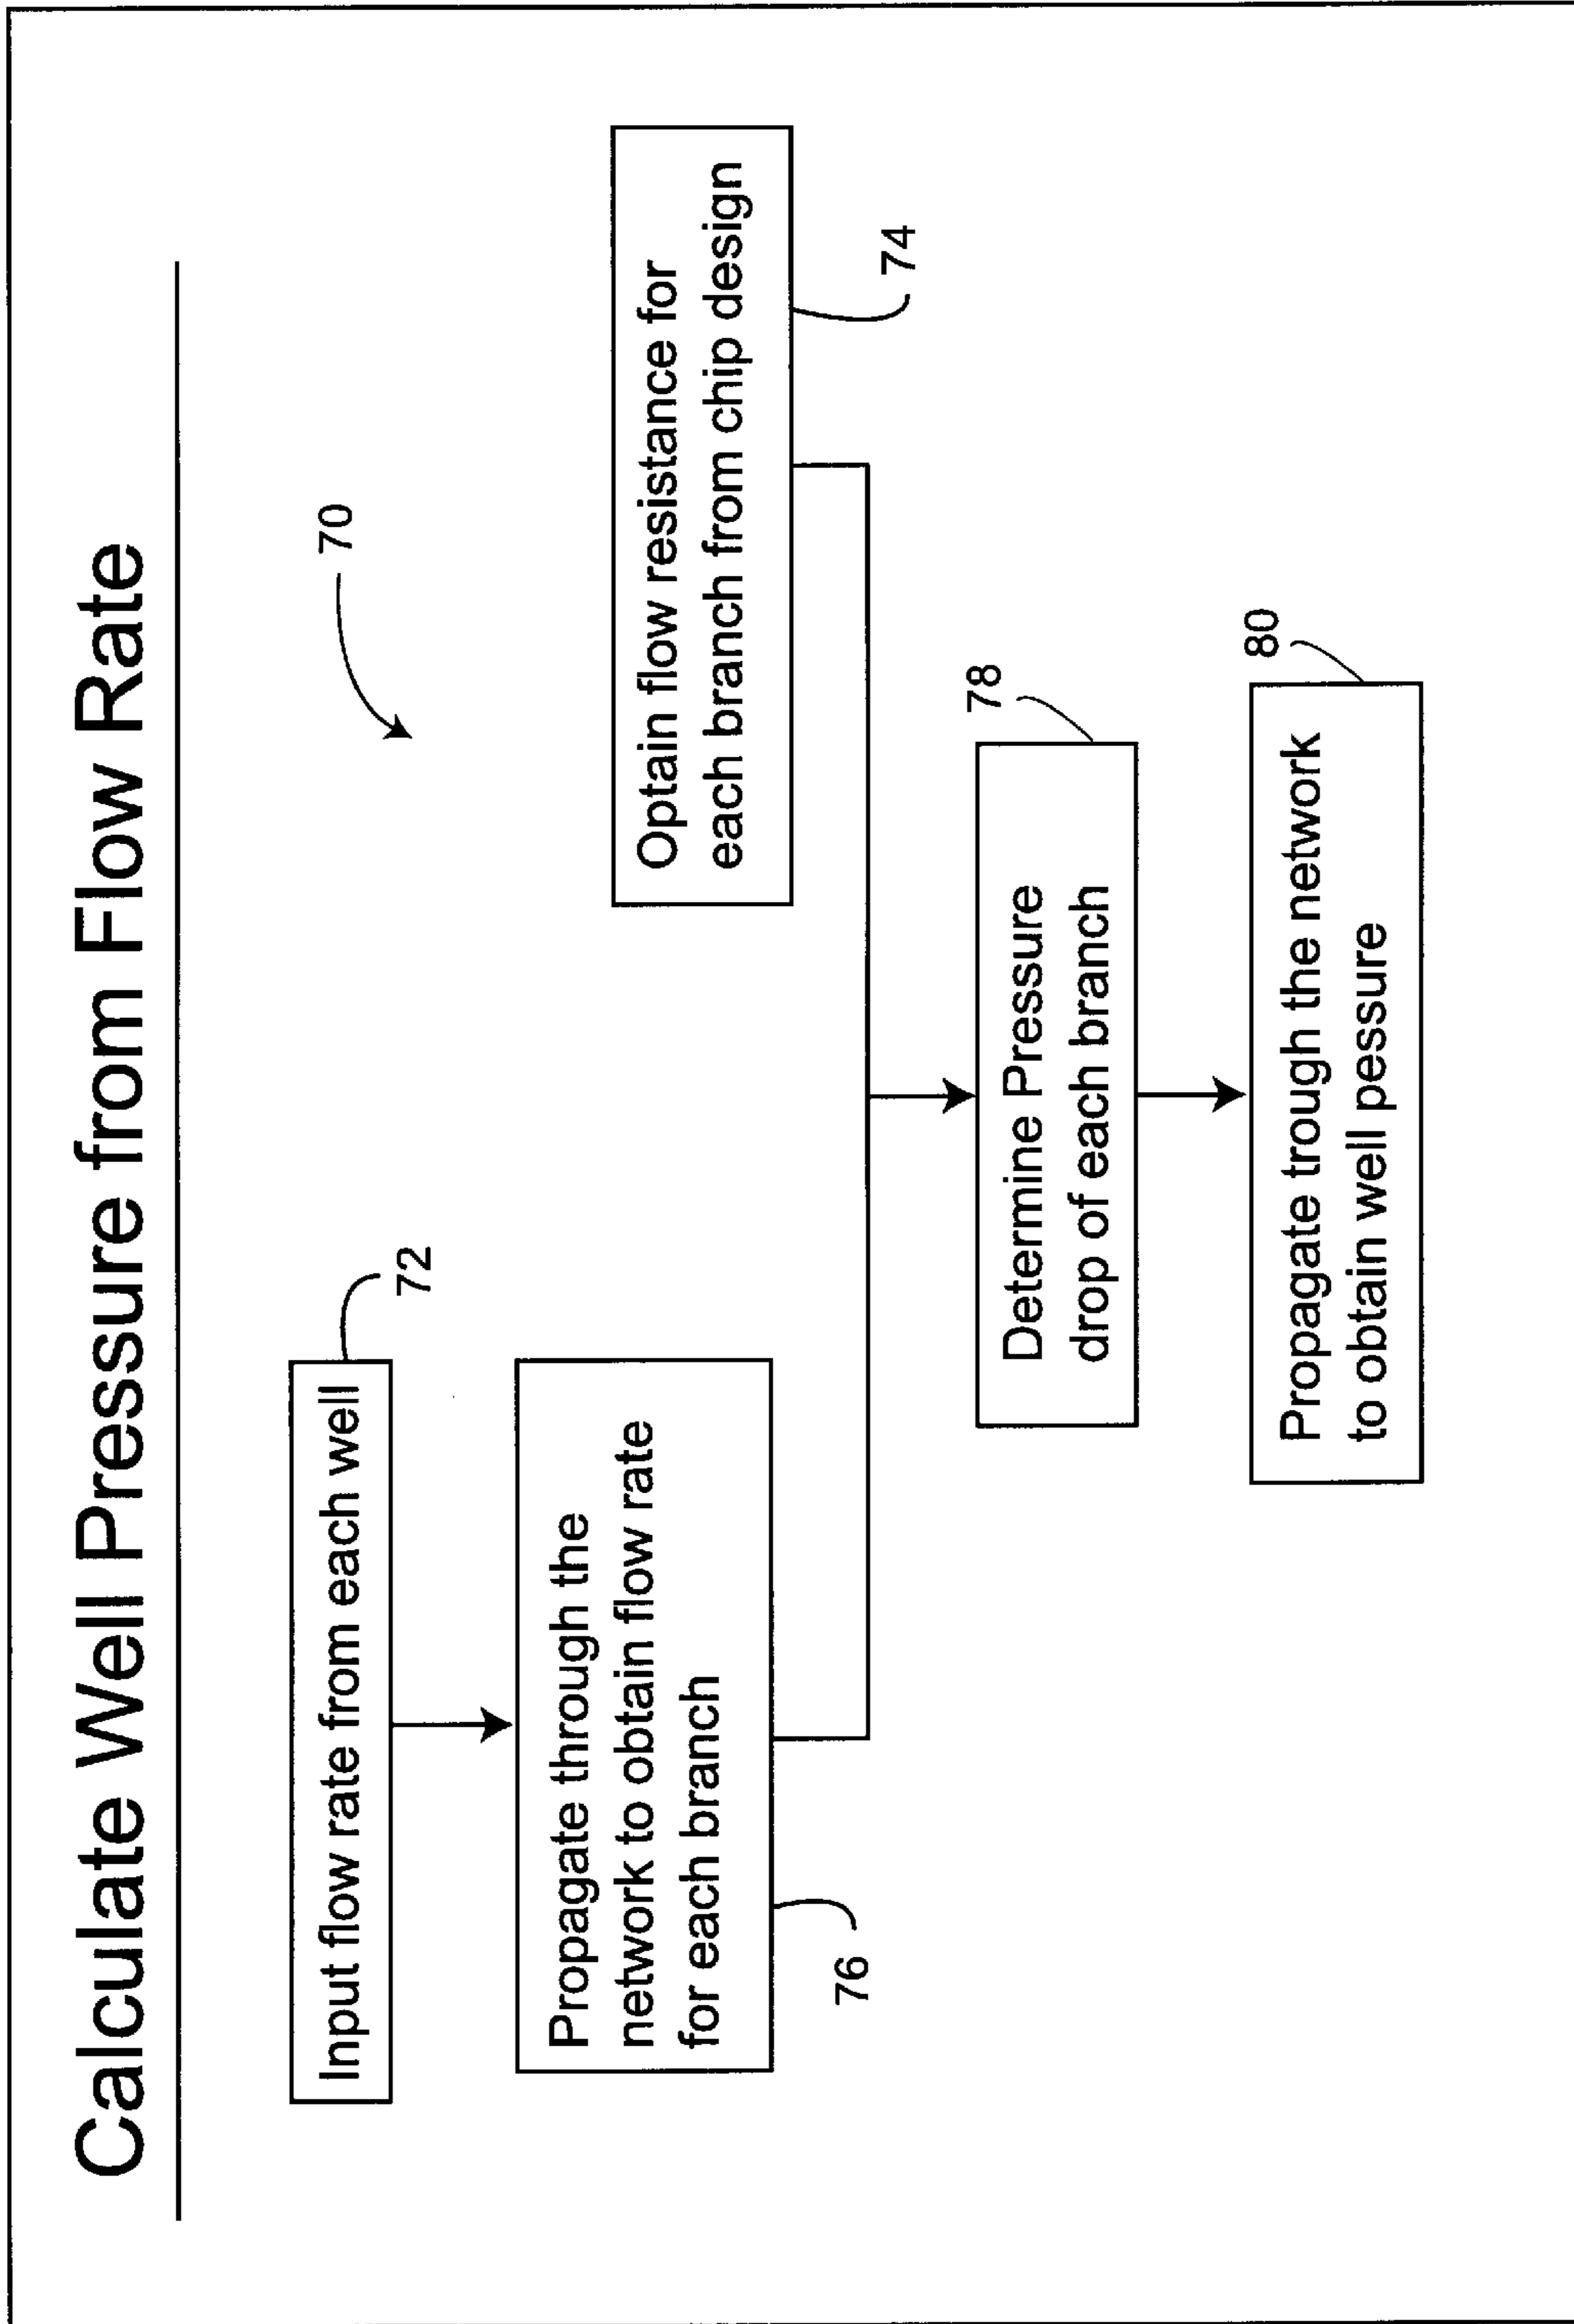 Calculate Well Pressure from Flow Rate
70
Input flow rate from each well
72
Propagate through the
network to obtain flow rate
for each branch
76
Optain flow resistance for
each branch from chip design
74
Determine Pressure
drop of each branch
78
Propagate trough the network
to obtain well pessure
80